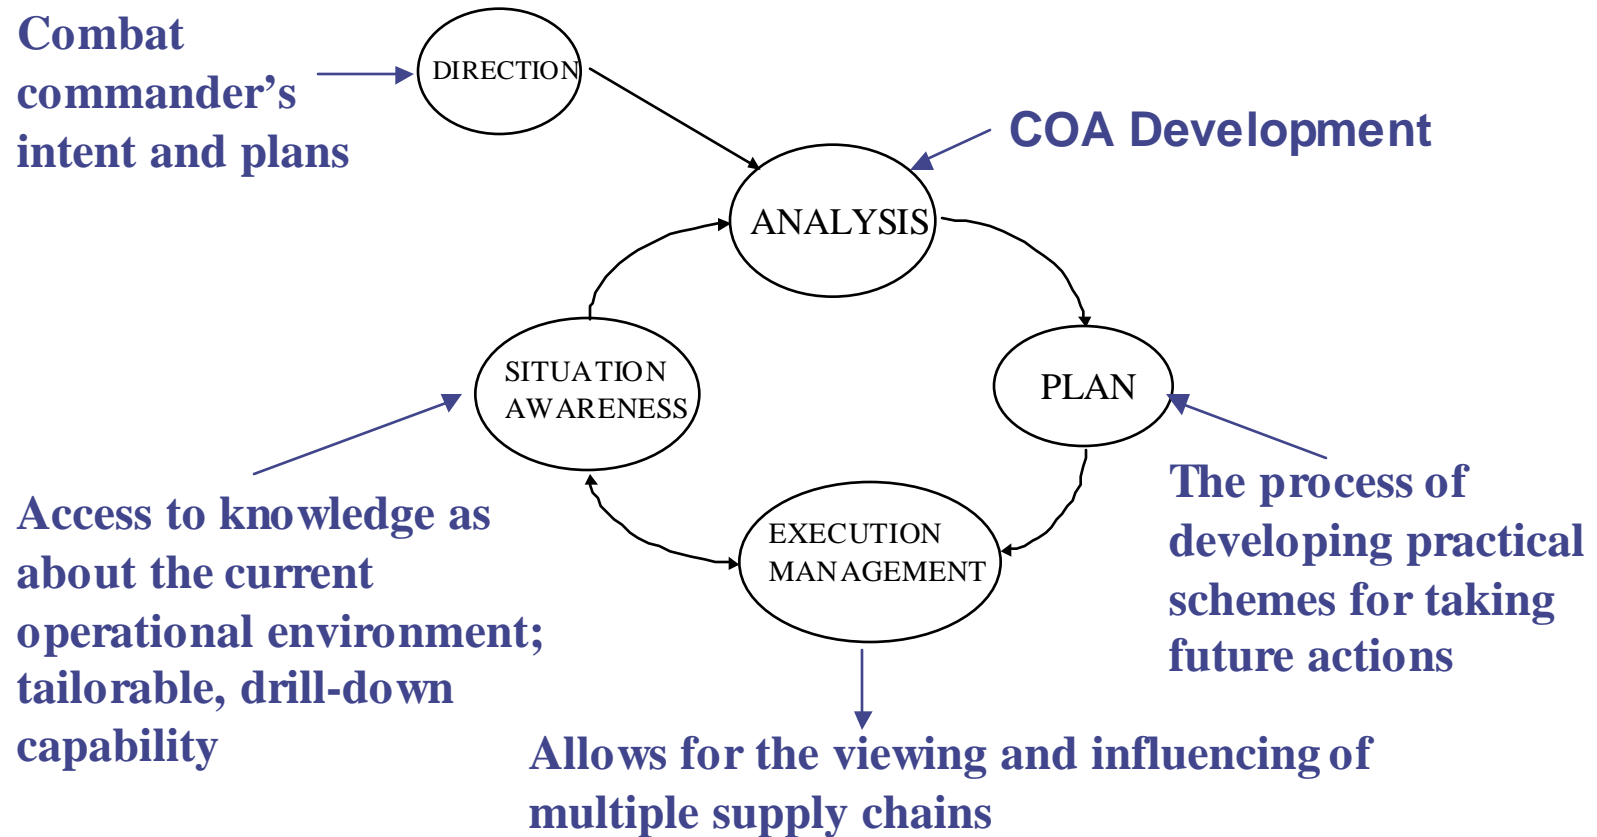 Combat
commander’s
intent and plans
DIRECTION
COA Development
ANALYSIS
SITUATION
AWARENESS
PLAN
Access to knowledge as
about the current
operational environment;
tailorable, drill-down
capability
EXECUTION
MANAGEMENT
The process of
developing practical
schemes for taking
future actions
Allows for the viewing and influencing of
multiple supply chains